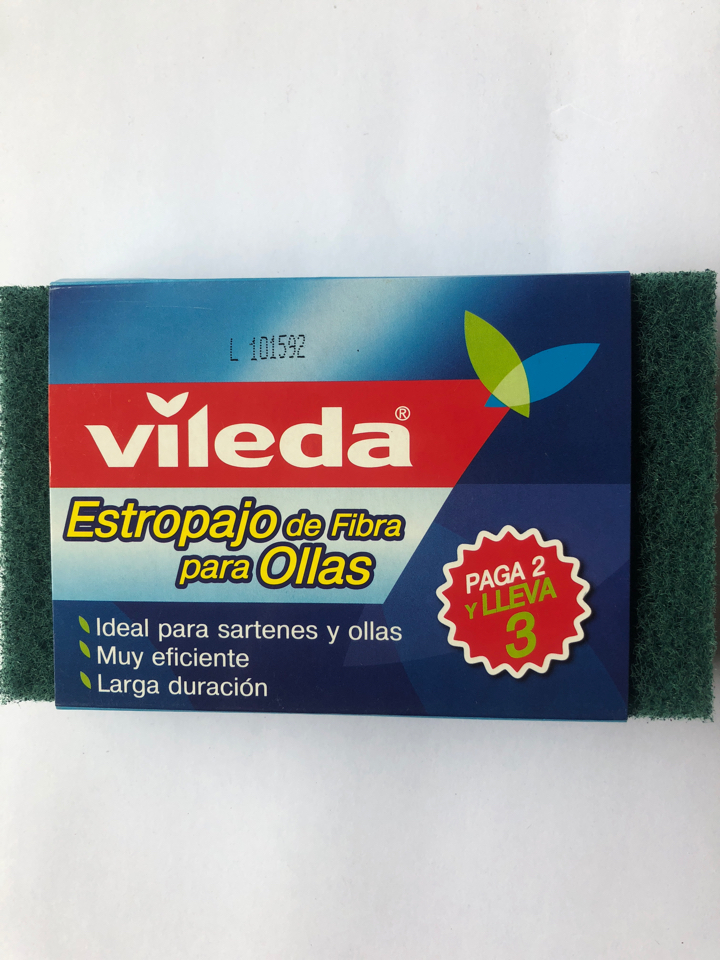 L 101592
vileda®
Estropajo de Fibra
para Ollas
Ideal para sartenes y ollas
Muy eficiente
Larga duración
PAGA 2
Y LLEVA
3